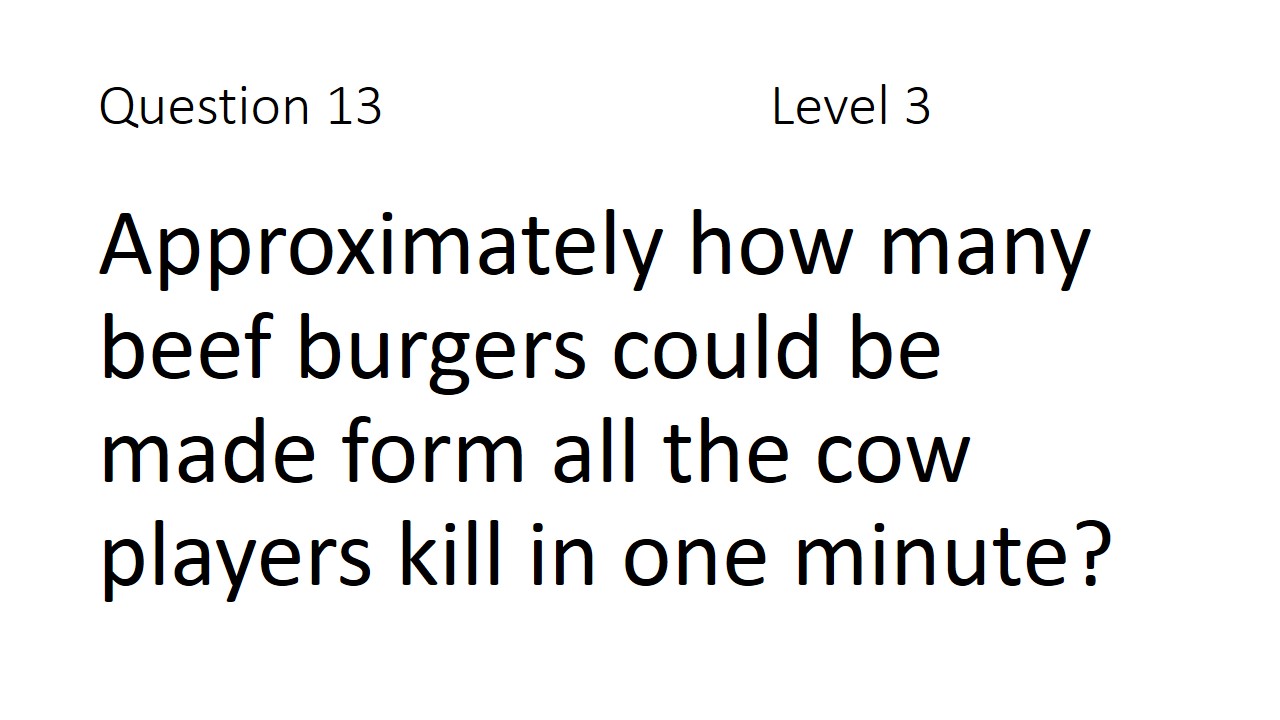 Question 13 Level 3
Approximately how many
beef burgers could be
made form all the cow
players kill in one minute?